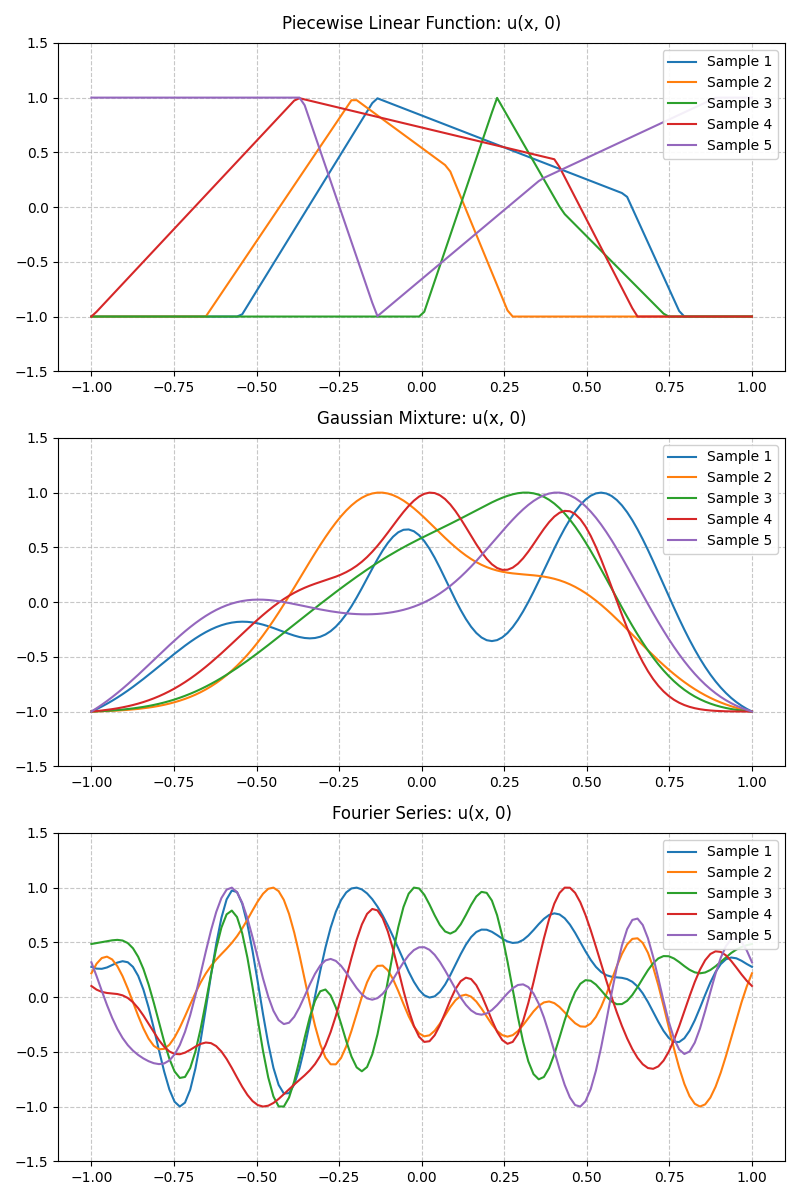 Piecewise Linear Function: u(x, 0)
1.5
1.0
0.5
0.0
−0.5
−1.0
−1.5
Sample 1
Sample 2
Sample 3
Sample 4
Sample 5
−1.00 −0.75 −0.50 −0.25 0.00 0.25 0.50 0.75 1.00
Gaussian Mixture: u(x, 0)
1.5
1.0
0.5
0.0
−0.5
−1.0
−1.5
Sample 1
Sample 2
Sample 3
Sample 4
Sample 5
−1.00 −0.75 −0.50 −0.25 0.00 0.25 0.50 0.75 1.00
Fourier Series: u(x, 0)
1.5
1.0
0.5
0.0
−0.5
−1.0
−1.5
Sample 1
Sample 2
Sample 3
Sample 4
Sample 5
−1.00 −0.75 −0.50 −0.25 0.00 0.25 0.50 0.75 1.00